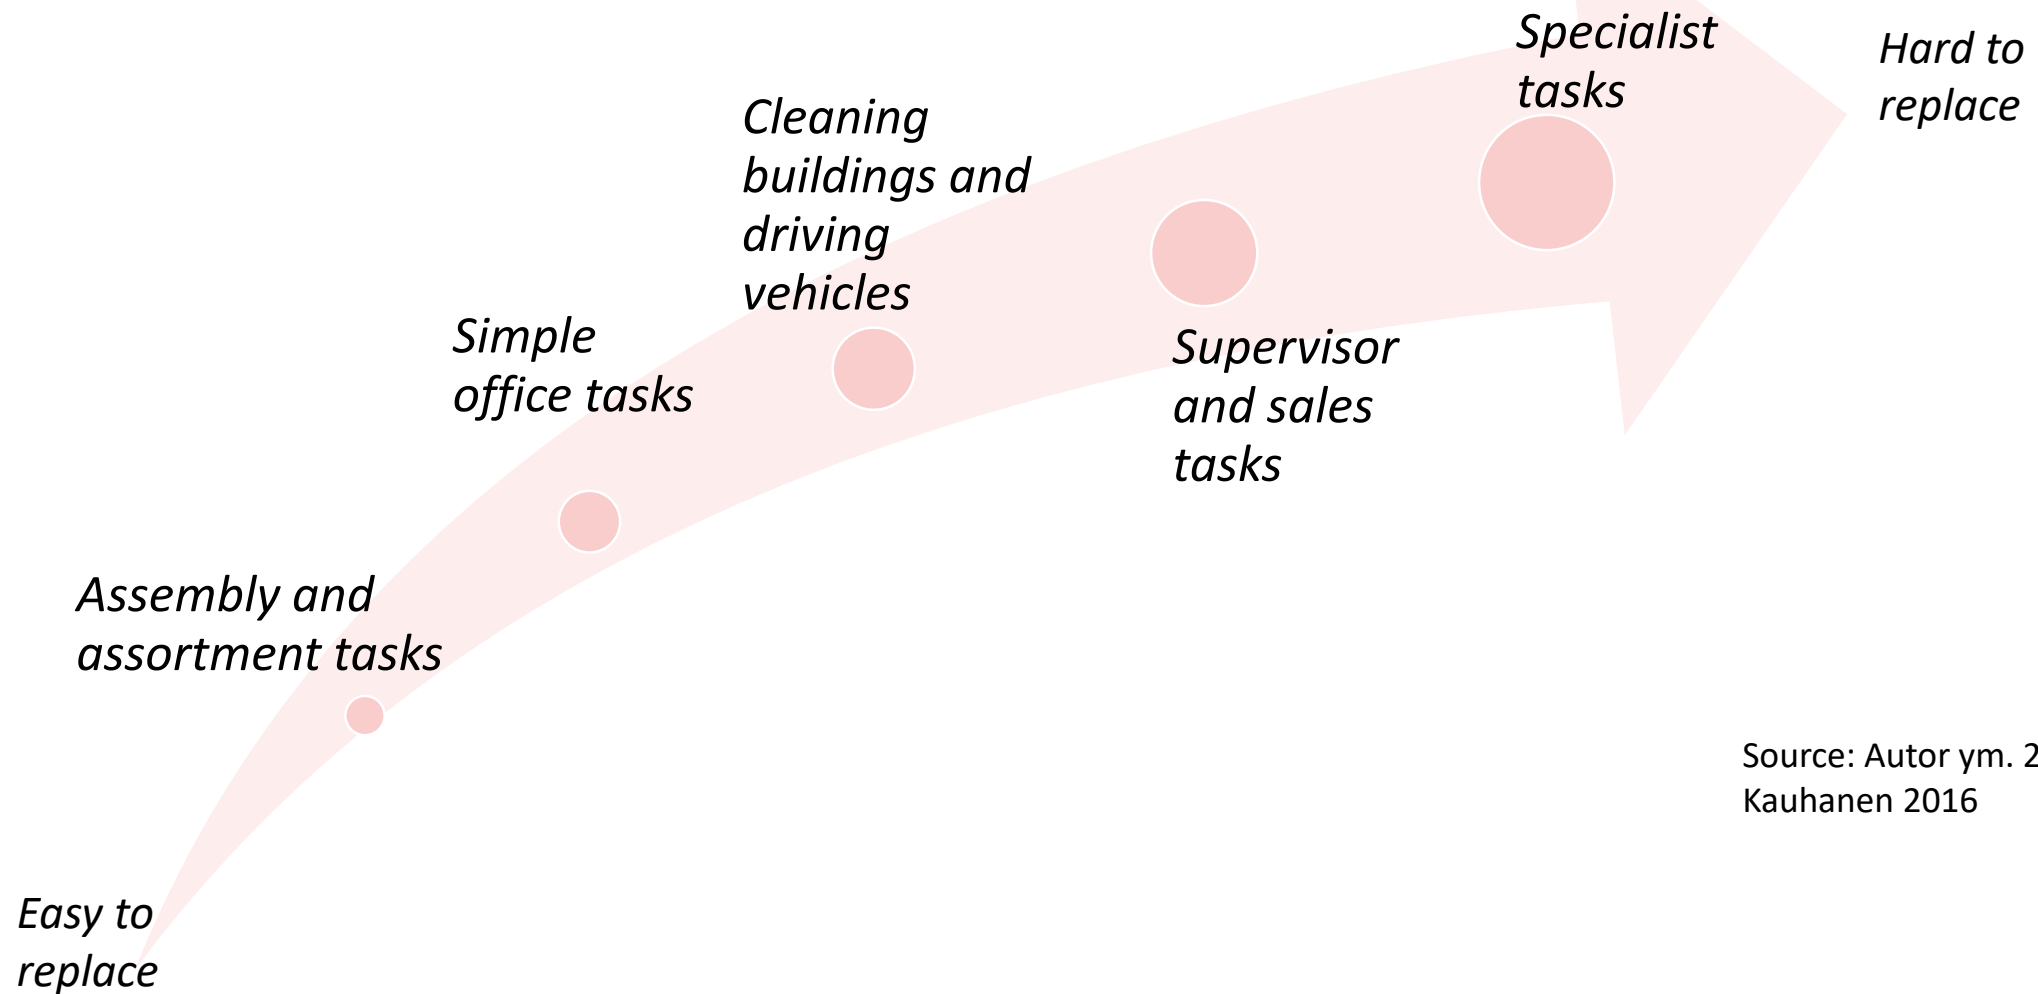 Specialist
tasks
Hard to
replace
Cleaning
buildings and
driving
vehicles
Simple
office tasks
Supervisor
and sales
tasks
Assembly and
assortment tasks
Source: Autor ym. 2
Kauhanen 2016
Easy to
replace